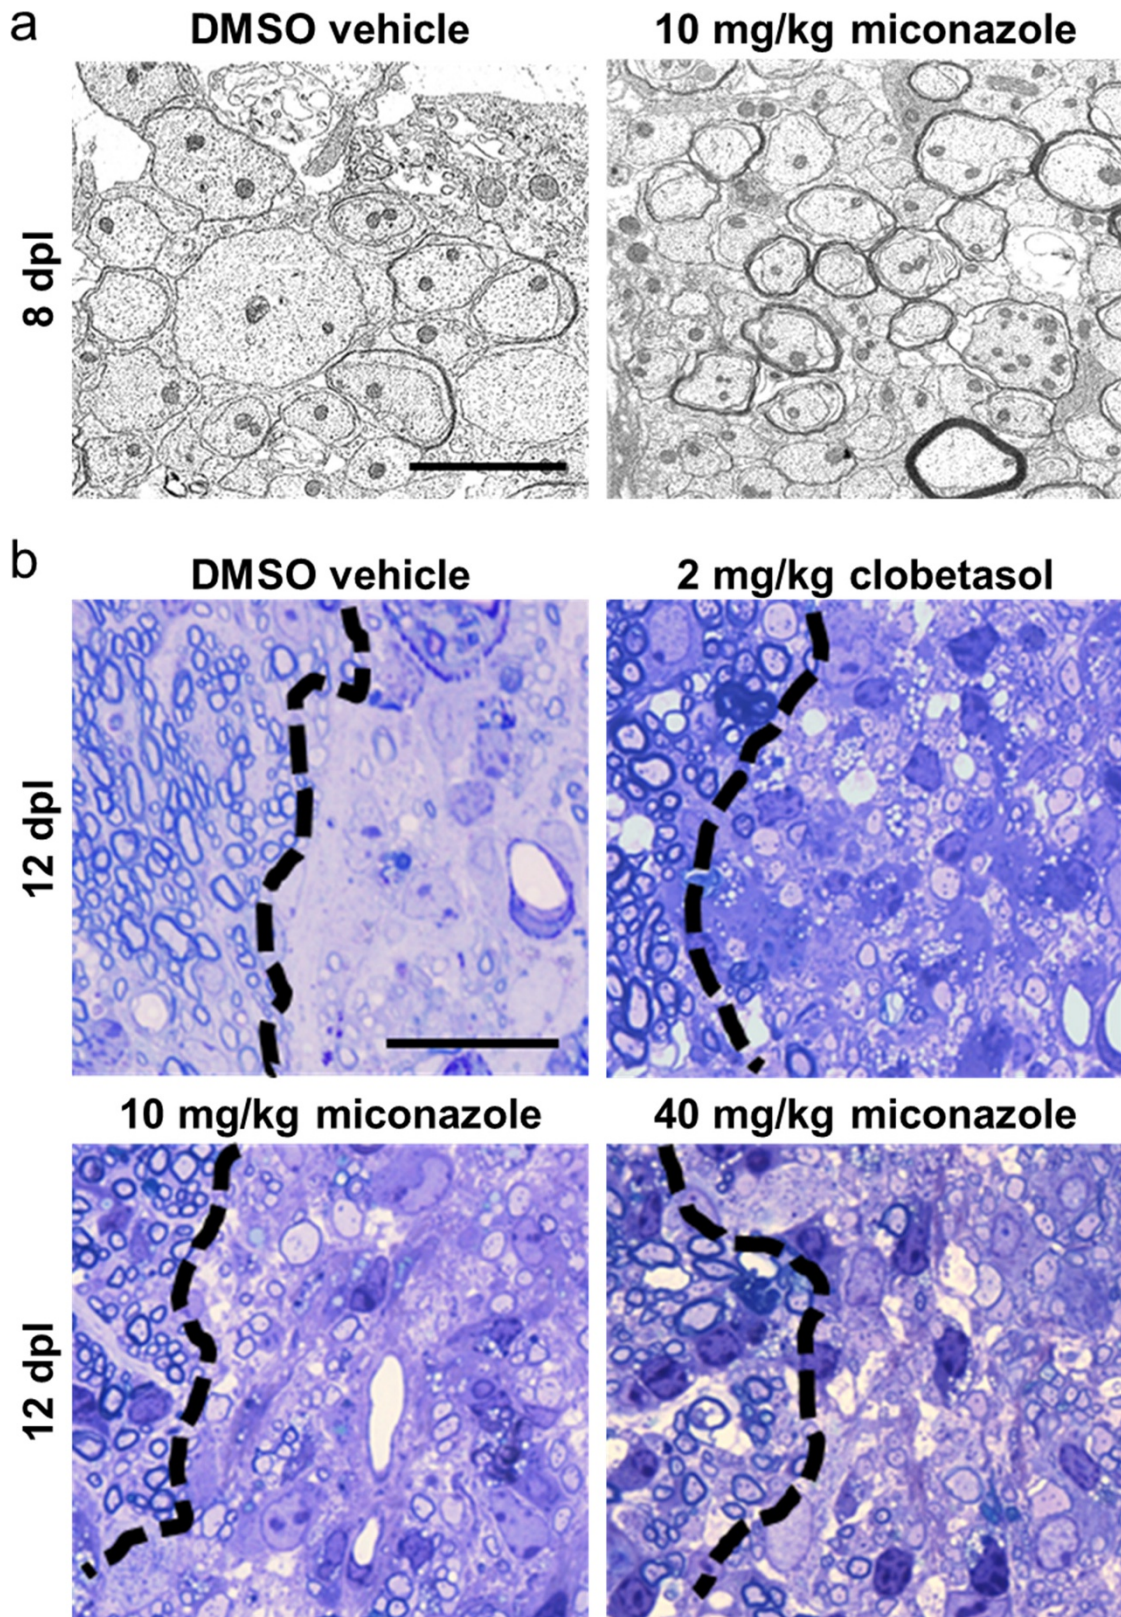 a
DMSO vehicle
10 mg/kg miconazole
8 dpl
b
DMSO vehicle
2 mg/kg clobetasol
12 dpl
10 mg/kg miconazole
40 mg/kg miconazole
12 dpl